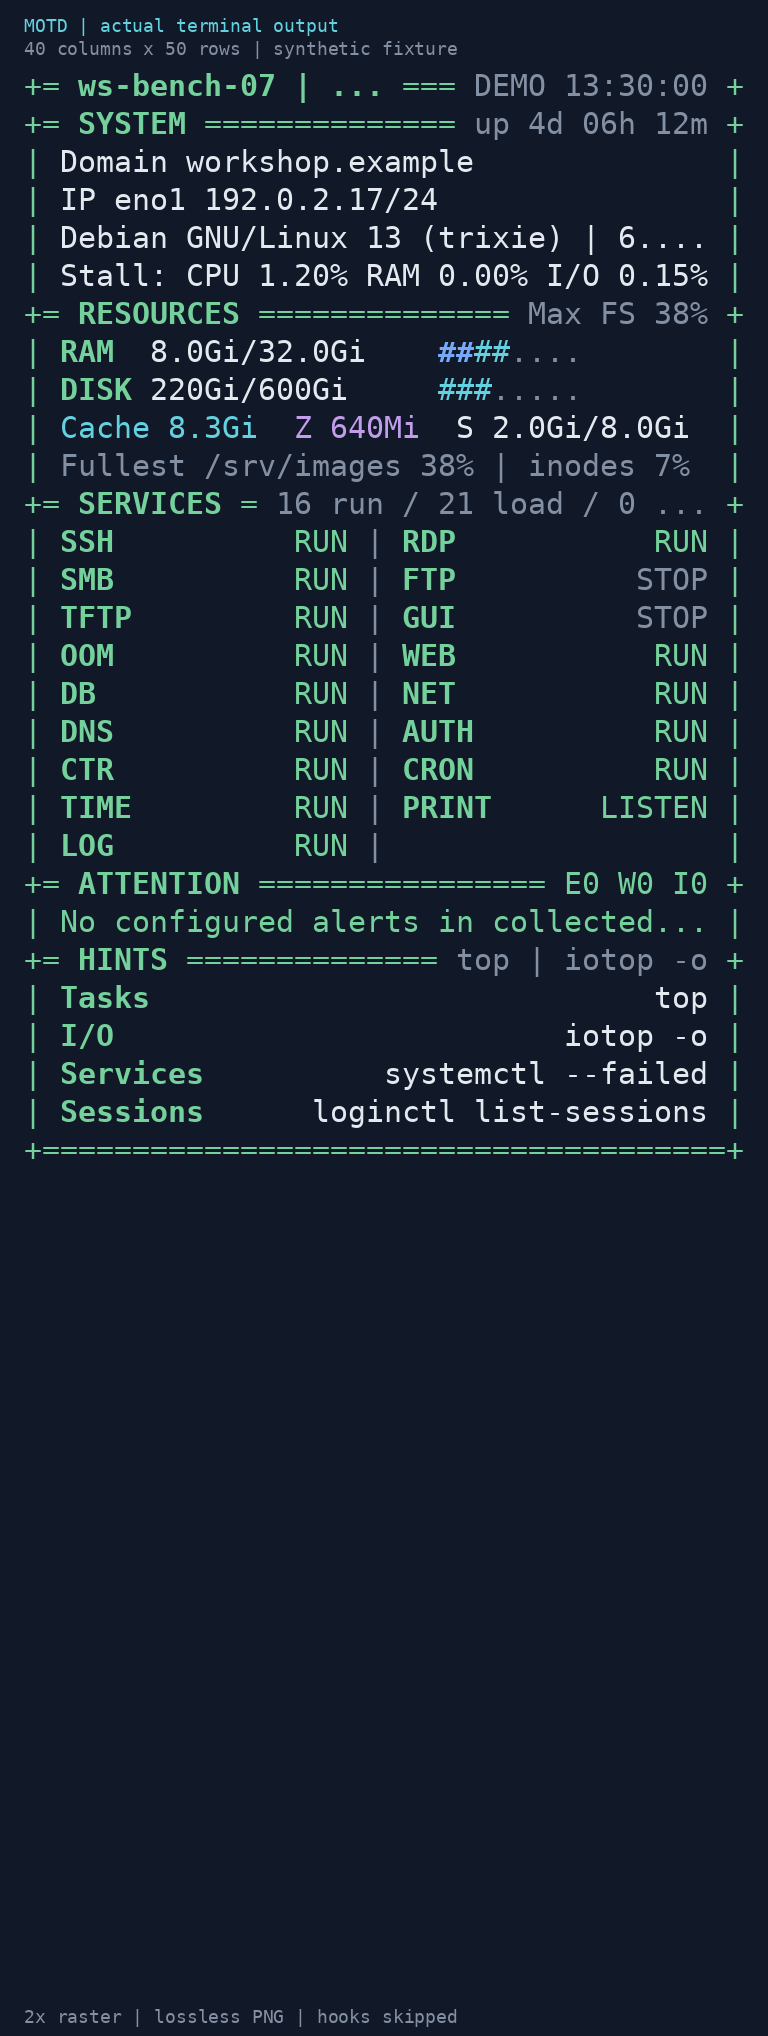 MOTD | actual terminal output
40 columns x 50 rows | synthetic fixture
+= ws-bench-07 | ... === DEMO 13:30:00 +
+= SYSTEM ============== up 4d 06h 12m +
| Domain workshop.example              |
| IP eno1 192.0.2.17/24                |
| Debian GNU/Linux 13 (trixie) | 6.... |
| Stall: CPU 1.20% RAM 0.00% I/O 0.15% |
+= RESOURCES ============== Max FS 38% +
| RAM  8.0Gi/32.0Gi    ####....        |
| DISK 220Gi/600Gi     ###.....        |
| Cache 8.3Gi  Z 640Mi  S 2.0Gi/8.0Gi  |
| Fullest /srv/images 38% | inodes 7%  |
+= SERVICES = 16 run / 21 load / 0 ... +
| SSH          RUN | RDP           RUN |
| SMB          RUN | FTP          STOP |
| TFTP         RUN | GUI          STOP |
| OOM          RUN | WEB           RUN |
| DB           RUN | NET           RUN |
| DNS          RUN | AUTH          RUN |
| CTR          RUN | CRON          RUN |
| TIME         RUN | PRINT      LISTEN |
| LOG          RUN |                   |
+= ATTENTION ================ E0 W0 I0 +
| No configured alerts in collected... |
+= HINTS ============== top | iotop -o +
| Tasks                            top |
| I/O                         iotop -o |
| Services          systemctl --failed |
| Sessions      loginctl list-sessions |
+======================================+
2x raster | lossless PNG | hooks skipped